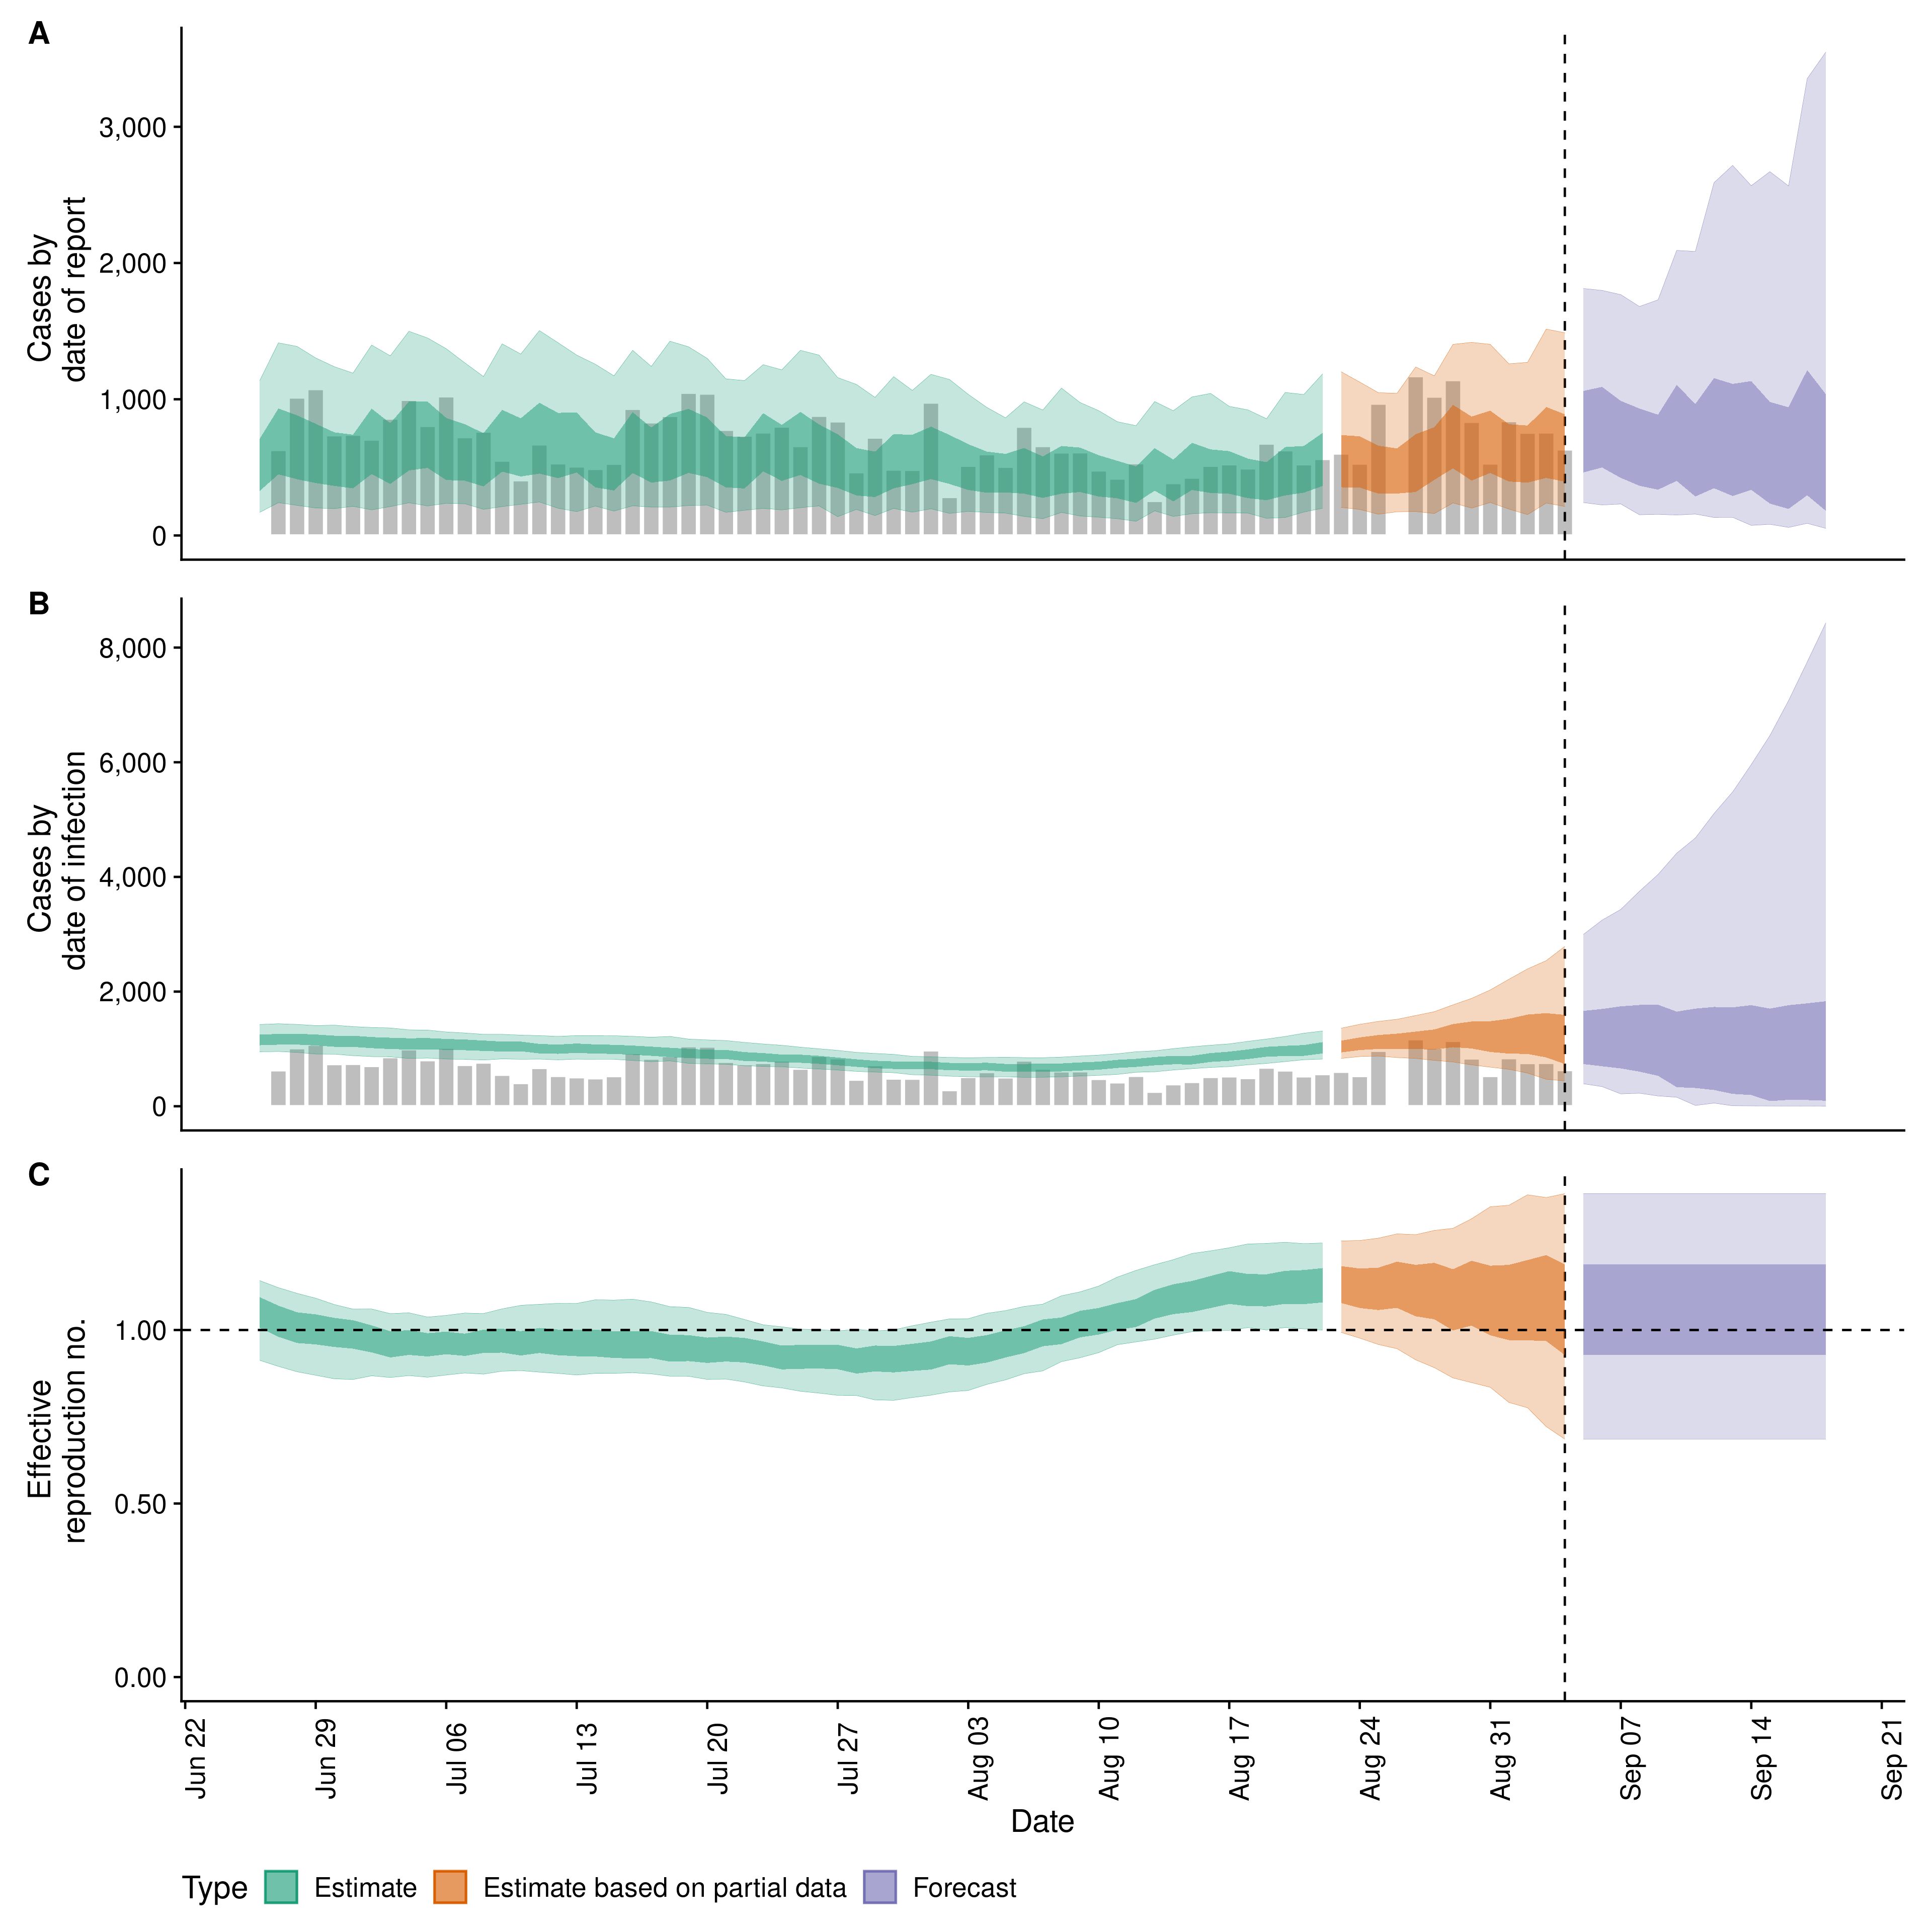 A
Cases by
date of report
3,000
2,000
1,000
0
B
Cases by
date of infection
8,000
6,000
4,000
2,000
0
C
Effective
reproduction no.
1.00
0.50
0.00
Jun 22
Jun 29
Jul 06
Jul 13
Jul 20
Jul 27
Aug 03
Aug 10
Aug 17
Aug 24
Aug 31
Sep 07
Sep 14
Sep 21
Date
Type Estimate Estimate based on partial data Forecast